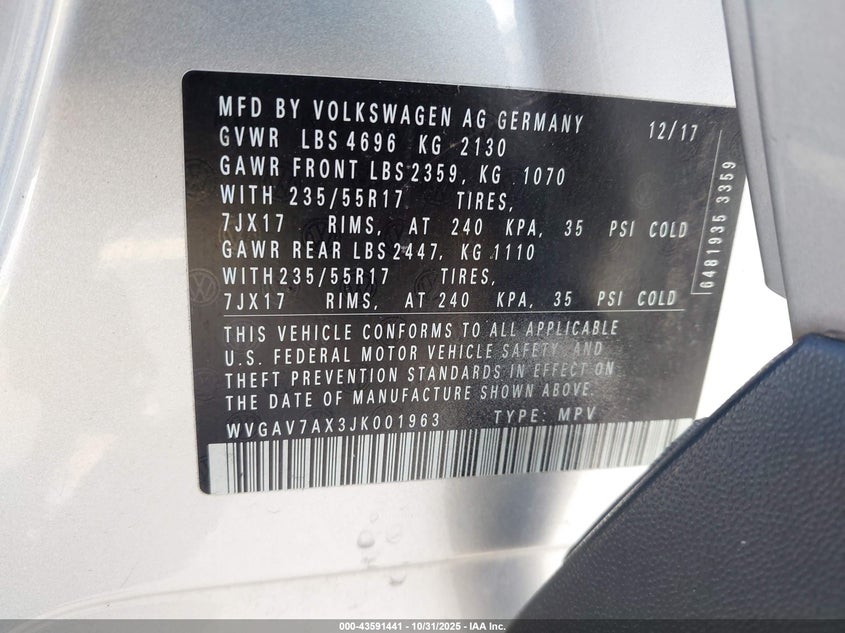 MFD BY VOLKSWAGEN AG GERMANY 12/17
GVWR LBS 4696 KG 2130
GAWR FRONT LBS 2359, KG 1070
WITH 235/55R17 TIRES,
7JX17 RIMS, AT 240 KPA, 35 PSI COLD
GAWR REAR LBS 2447, KG 1110
WITH 235/55R17 TIRES,
7JX17 RIMS, AT 240 KPA, 35 PSI COLD
THIS VEHICLE CONFORMS TO ALL APPLICABLE
U.S. FEDERAL MOTOR VEHICLE SAFETY, AND
THEFT PREVENTION STANDARDS IN EFFECT ON
THE DATE OF MANUFACTURE SHOWN ABOVE.
WVGAV7AX3JK001963 TYPE: MPV
6481935 3359
000-43591441 - 10/31/2025 - IAA Inc.